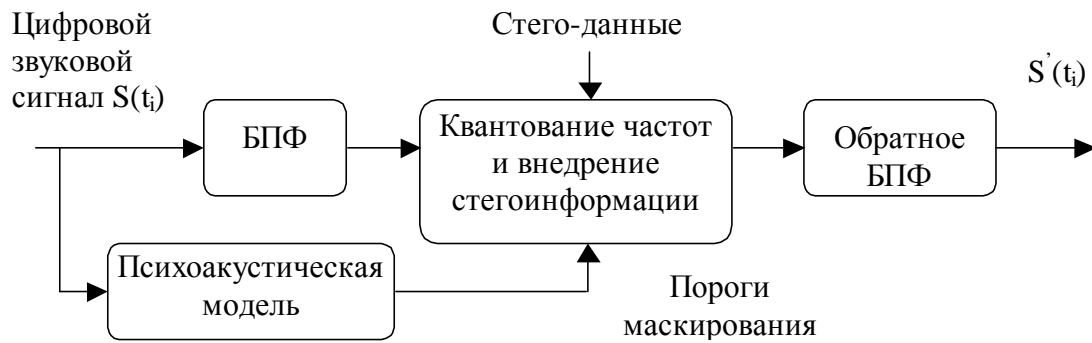 Цифровой
звуковой
сигнал S(tᵢ)
Стего-данные
S’(tᵢ)
БПФ
Квантование частот
и внедрение
стегоинформации
Обратное
БПФ
Психоакустическая
модель
Пороги
маскирования